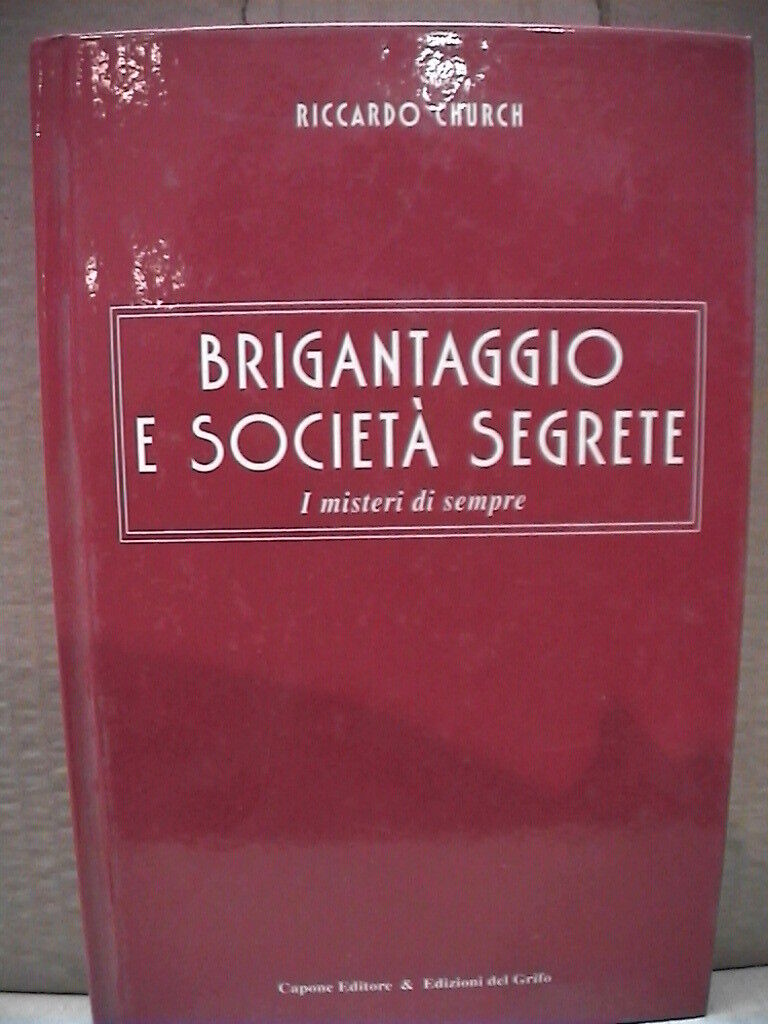 RICCARDO CHURCH
BRIGANTAGGIO
E SOCIETÀ SEGRETE
I misteri di sempre
Capone Editore & Edizioni del Grifo